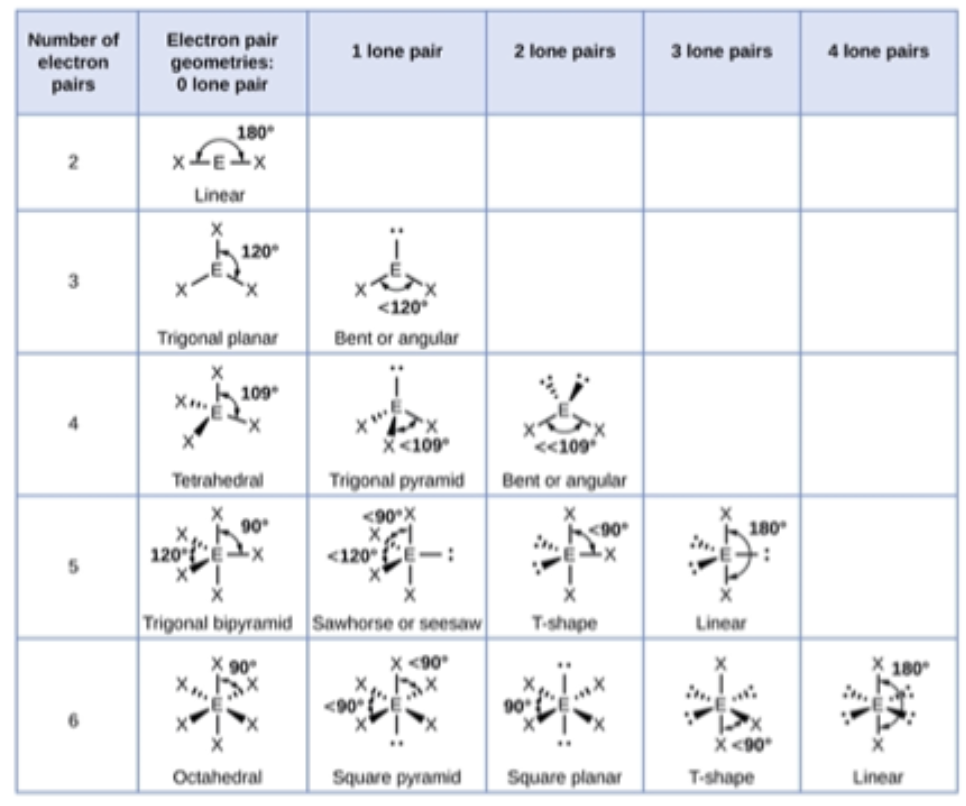 Number of electron pairs
Electron pair geometries: 0 lone pair
1 lone pair
2 lone pairs
3 lone pairs
4 lone pairs
2
180°
X E X
Linear
3
X
120°
E
X X
Trigonal planar
:
E
X X
<120°
Bent or angular
4
X
109°
X
E
X
X
Tetrahedral
:
E
X X
X <109°
Trigonal pyramid
: :
E
X X
<<109°
Bent or angular
5
X
90°
X
120° E X
X
X
Trigonal bipyramid
<90° X
X
<120° E :
X
X
Sawhorse or seesaw
X
<90°
:
E X
:
X
T-shape
X
180°
:
E :
:
X
Linear
6
X 90°
X X
E
X X
X
Octahedral
X <90°
X X
<90° E
X X
:
Square pyramid
:
X X
90° E
X X
:
Square planar
X
: :
E
: X
X <90°
T-shape
X 180°
: :
E
: :
X
Linear